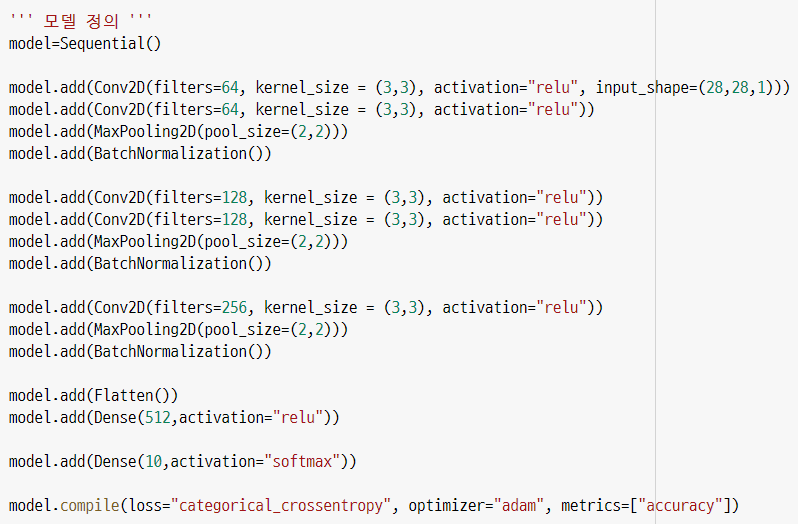 ''' 모델 정의 '''
model=Sequential()
model.add(Conv2D(filters=64, kernel_size = (3,3), activation="relu", input_shape=(28,28,1)))
model.add(Conv2D(filters=64, kernel_size = (3,3), activation="relu"))
model.add(MaxPooling2D(pool_size=(2,2)))
model.add(BatchNormalization())
model.add(Conv2D(filters=128, kernel_size = (3,3), activation="relu"))
model.add(Conv2D(filters=128, kernel_size = (3,3), activation="relu"))
model.add(MaxPooling2D(pool_size=(2,2)))
model.add(BatchNormalization())
model.add(Conv2D(filters=256, kernel_size = (3,3), activation="relu"))
model.add(MaxPooling2D(pool_size=(2,2)))
model.add(BatchNormalization())
model.add(Flatten())
model.add(Dense(512,activation="relu"))
model.add(Dense(10,activation="softmax"))
model.compile(loss="categorical_crossentropy", optimizer="adam", metrics=["accuracy"])